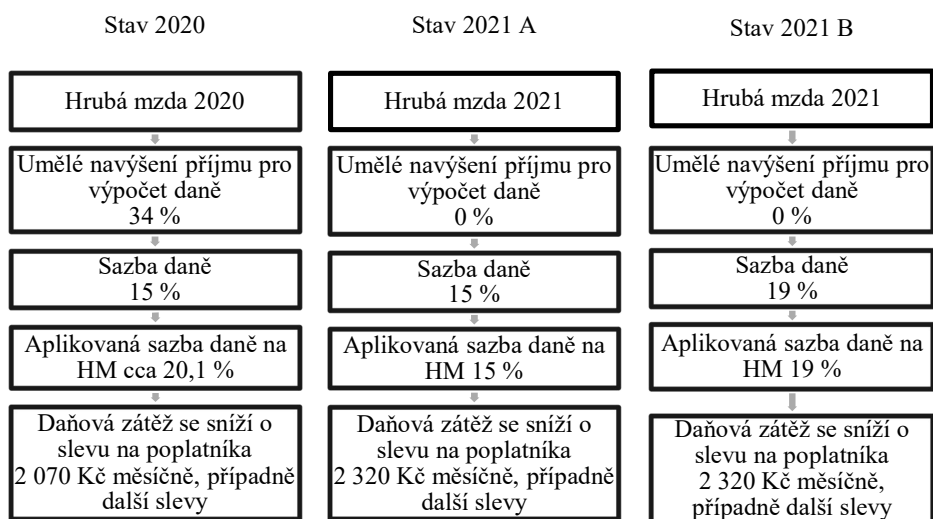 Stav 2020
Hrubá mzda 2020
Umělé navýšení příjmu pro
výpočet daně
34 %
Sazba daně
15 %
Aplikovaná sazba daně na
HM cca 20,1 %
Daňová zátěž se sníží o
slevu na poplatníka
2 070 Kč měsíčně, případně
další slevy
Stav 2021 A
Hrubá mzda 2021
Umělé navýšení příjmu pro
výpočet daně
0 %
Sazba daně
15 %
Aplikovaná sazba daně na
HM 15 %
Daňová zátěž se sníží o
slevu na poplatníka
2 320 Kč měsíčně, případně
další slevy
Stav 2021 B
Hrubá mzda 2021
Umělé navýšení příjmu pro
výpočet daně
0 %
Sazba daně
19 %
Aplikovaná sazba daně na
HM 19 %
Daňová zátěž se sníží o
slevu na poplatníka
2 320 Kč měsíčně,
případně další slevy